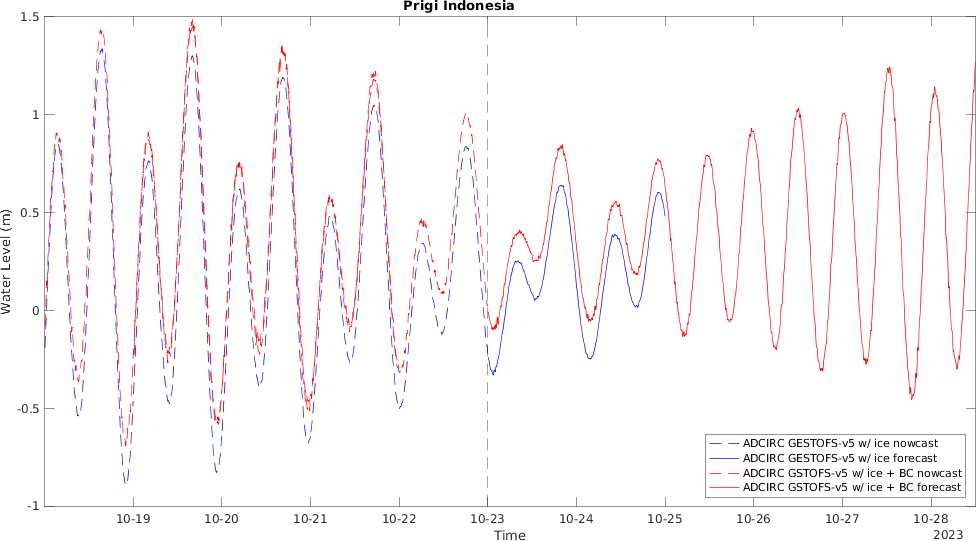 Prigi Indonesia
1.5
1
0.5
0
-0.5
-1
Water Level (m)
10-19 10-20 10-21 10-22 10-23 10-24 10-25 10-26 10-27 10-28
Time
2023
ADCIRC GESTOFS-v5 w/ ice nowcast
ADCIRC GESTOFS-v5 w/ ice forecast
ADCIRC GSTOFS-v5 w/ ice + BC nowcast
ADCIRC GSTOFS-v5 w/ ice + BC forecast